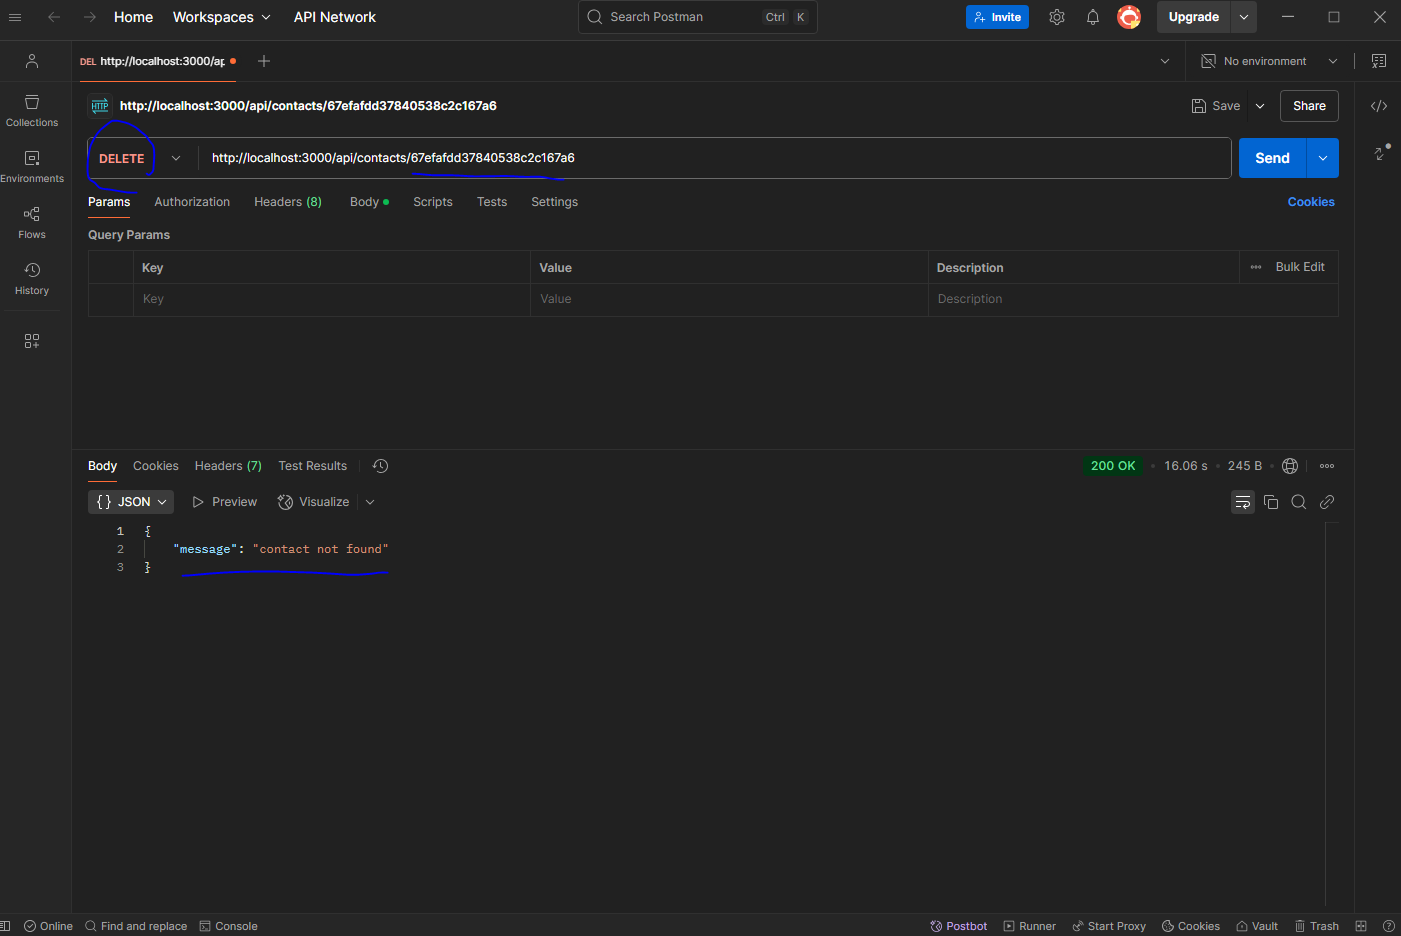 Home Workspaces API Network Search Postman Ctrl K Invite Upgrade
DEL http://localhost:3000/ap No environment
Collections
Environments
Flows
History
HTTP http://localhost:3000/api/contacts/67efafdd37840538c2c167a6 Save Share
DELETE http://localhost:3000/api/contacts/67efafdd37840538c2c167a6 Send
Params Authorization Headers (8) Body Scripts Tests Settings Cookies
Query Params
Key Value Description Bulk Edit
Key Value Description
Body Cookies Headers (7) Test Results 200 OK 16.06 s 245 B
{} JSON Preview Visualize
1 {
2 "message": "contact not found"
3 }
Online Find and replace Console Postbot Runner Start Proxy Cookies Vault Trash